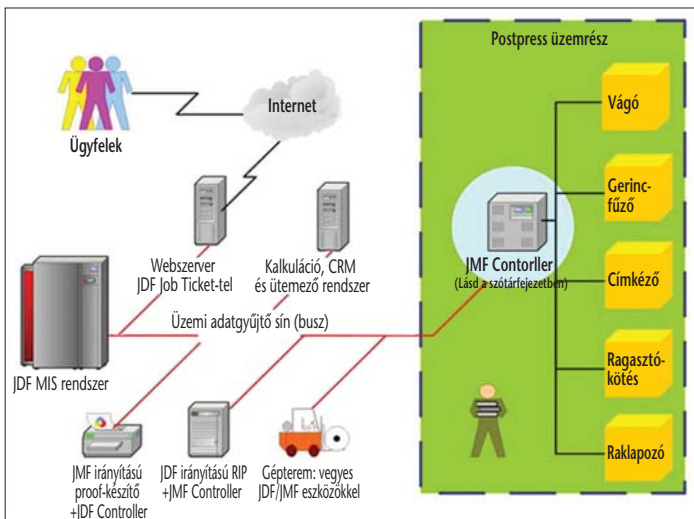 Postpress üzemrész
Internet
Ügyfelek
Vágó
Gerinc-
fűző
Webszerver
JDF Job Ticket-tel
Kalkuláció, CRM
és ütemező rendszer
JMF Contorller
(Lásd a szótárfejezetben)
Címkéző
Üzemi adatgyűjtő sín (busz)
JDF MIS rendszer
Ragasztó-
kötés
JMF irányítású
proof-készítő
+JDF Controller
JDF irányítású RIP
+JMF Controller
Gépterem: vegyes
JDF/JMF eszközökkel
Raklapozó